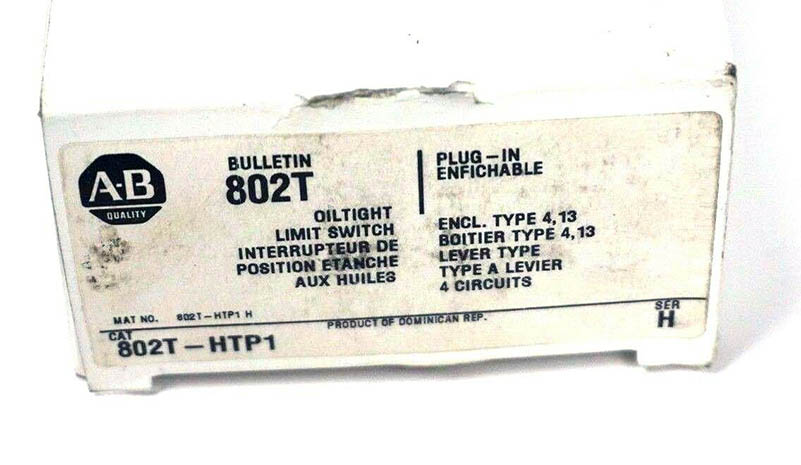 A-B
QUALITY
BULLETIN
802T
OILTIGHT
LIMIT SWITCH
INTERRUPTEUR DE
POSITION ETANCHE
AUX HUILES
PLUG-IN
ENFICHABLE
ENCL. TYPE 4,13
BOITIER TYPE 4,13
LEVER TYPE
TYPE A LEVIER
4 CIRCUITS
MAT NO. 802T-HTP1 H
CAT
802T-HTP1
PRODUCT OF DOMINICAN REP.
SER
H